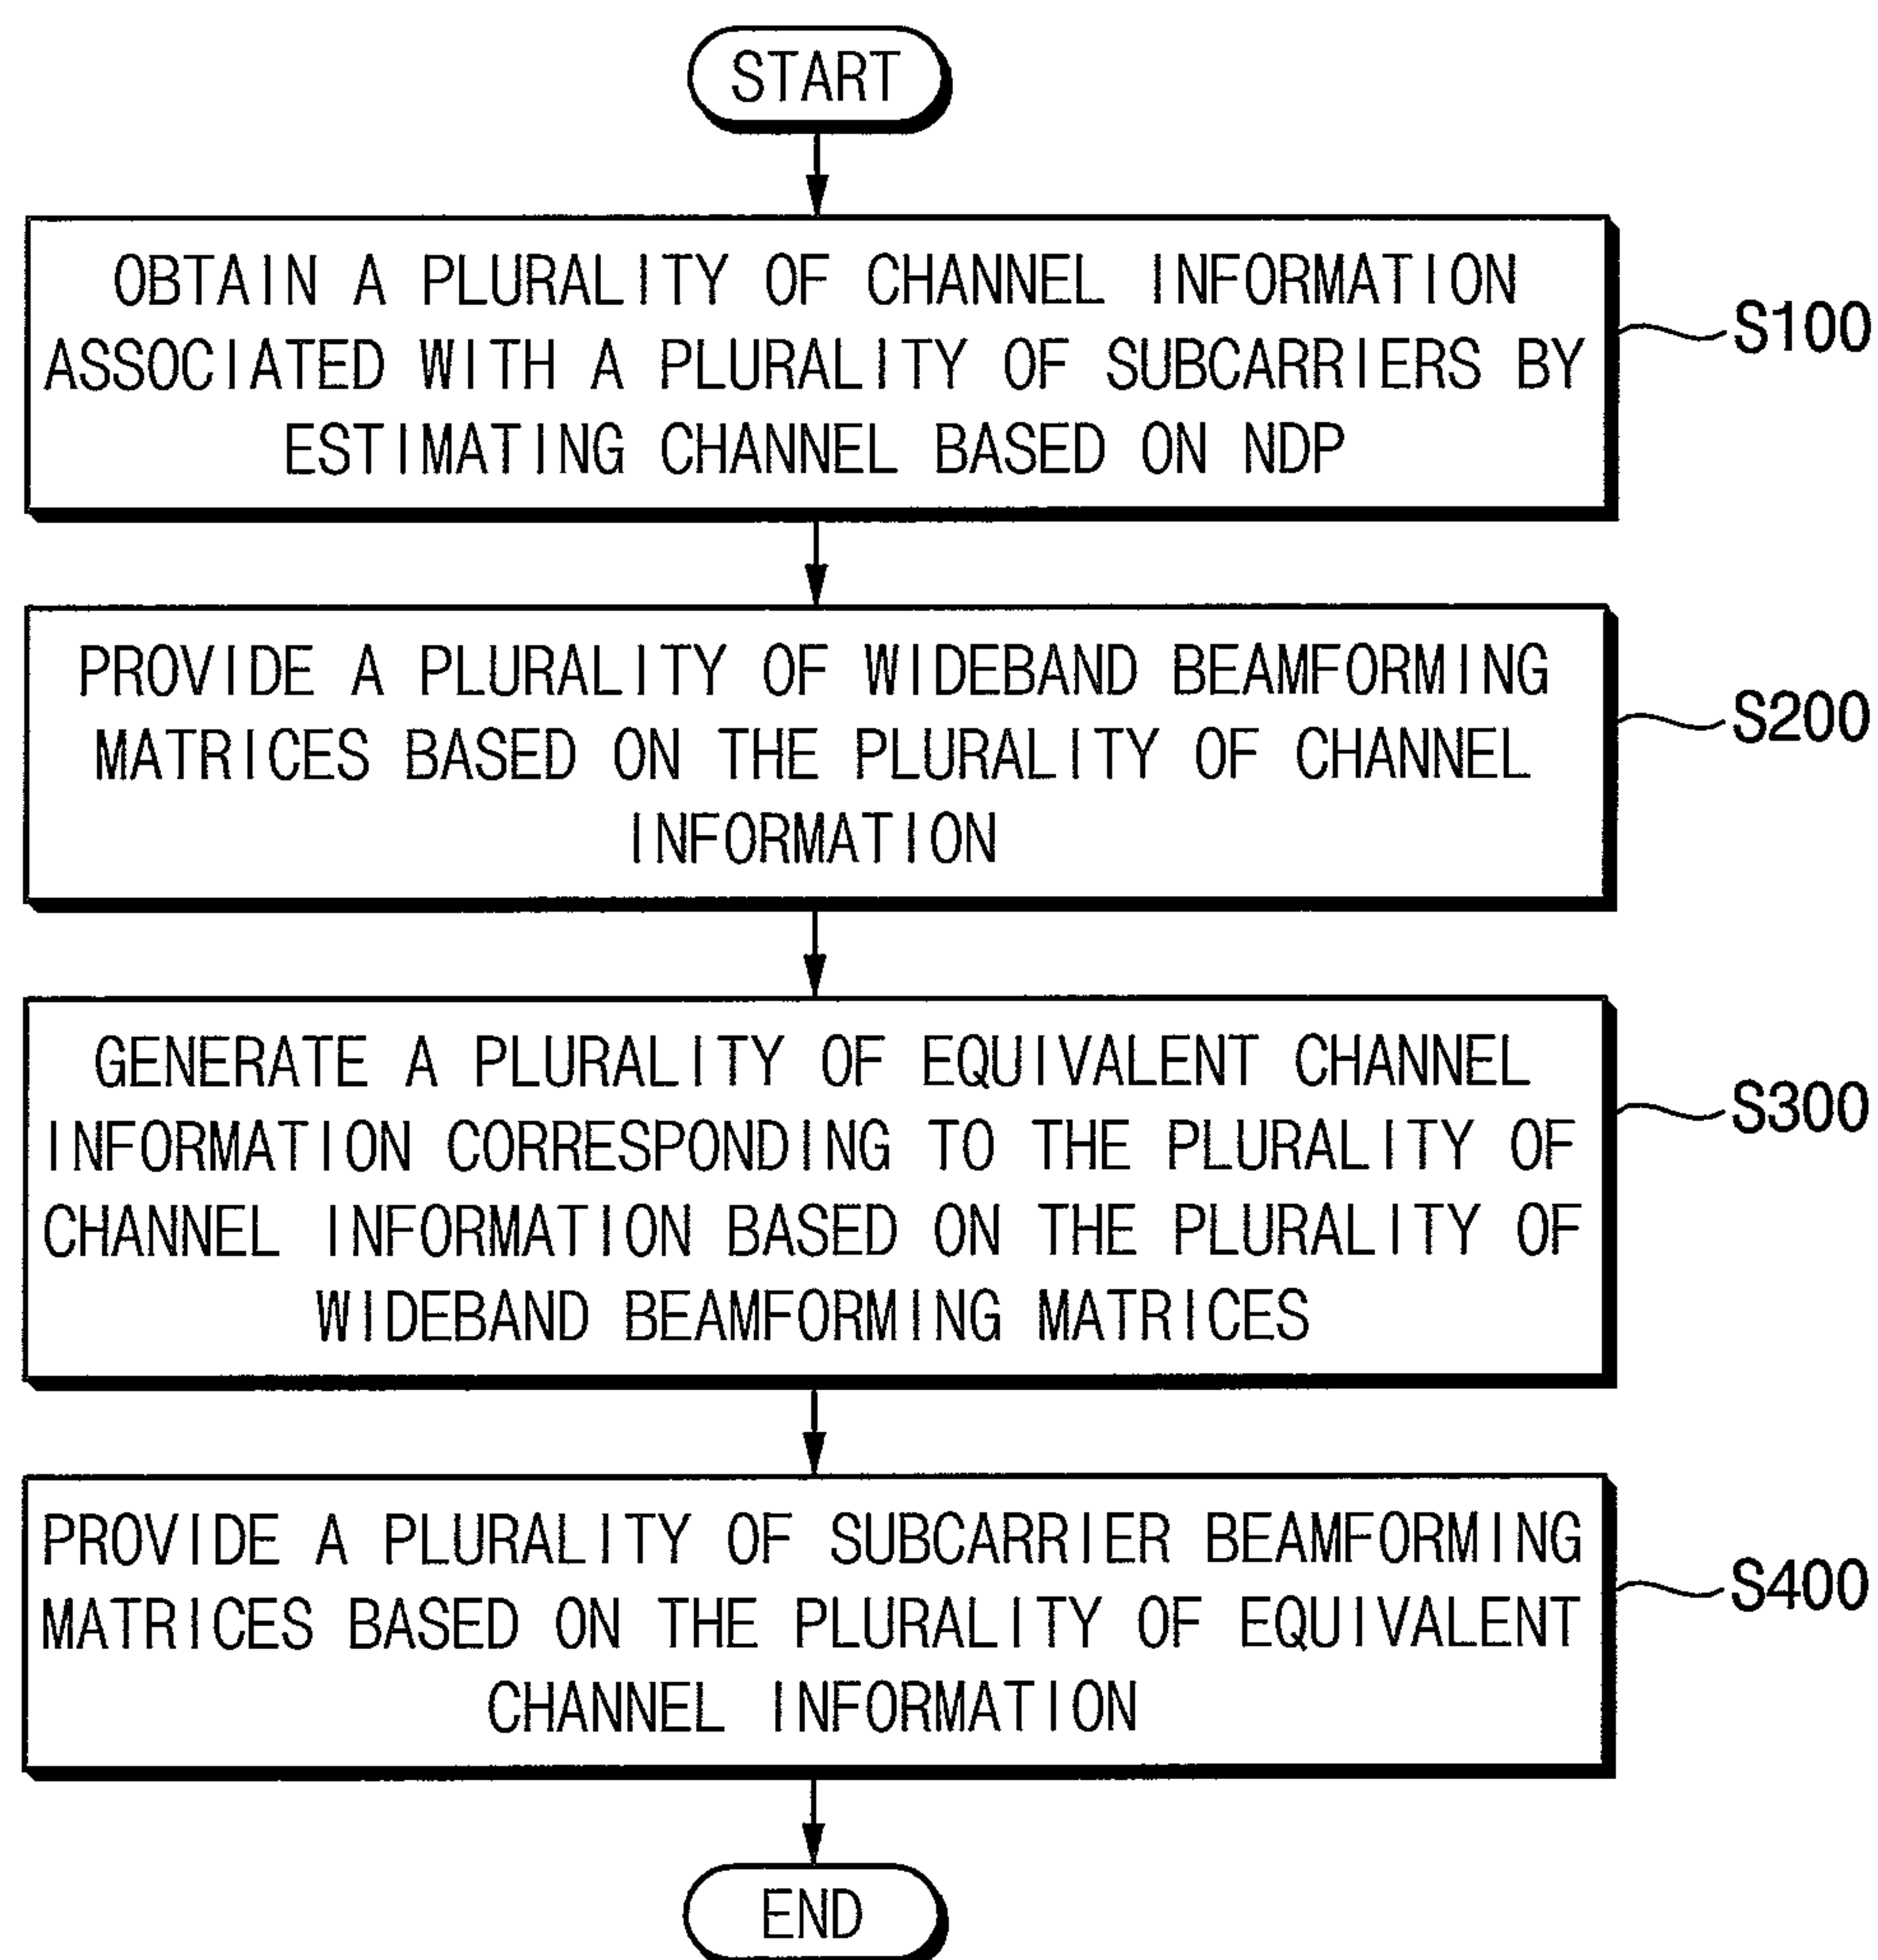 START
OBTAIN A PLURALITY OF CHANNEL INFORMATION
ASSOCIATED WITH A PLURALITY OF SUBCARRIERS BY
ESTIMATING CHANNEL BASED ON NDP
S100
PROVIDE A PLURALITY OF WIDEBAND BEAMFORMING
MATRICES BASED ON THE PLURALITY OF CHANNEL
INFORMATION
S200
GENERATE A PLURALITY OF EQUIVALENT CHANNEL
INFORMATION CORRESPONDING TO THE PLURALITY OF
CHANNEL INFORMATION BASED ON THE PLURALITY OF
WIDEBAND BEAMFORMING MATRICES
S300
PROVIDE A PLURALITY OF SUBCARRIER BEAMFORMING
MATRICES BASED ON THE PLURALITY OF EQUIVALENT
CHANNEL INFORMATION
S400
END